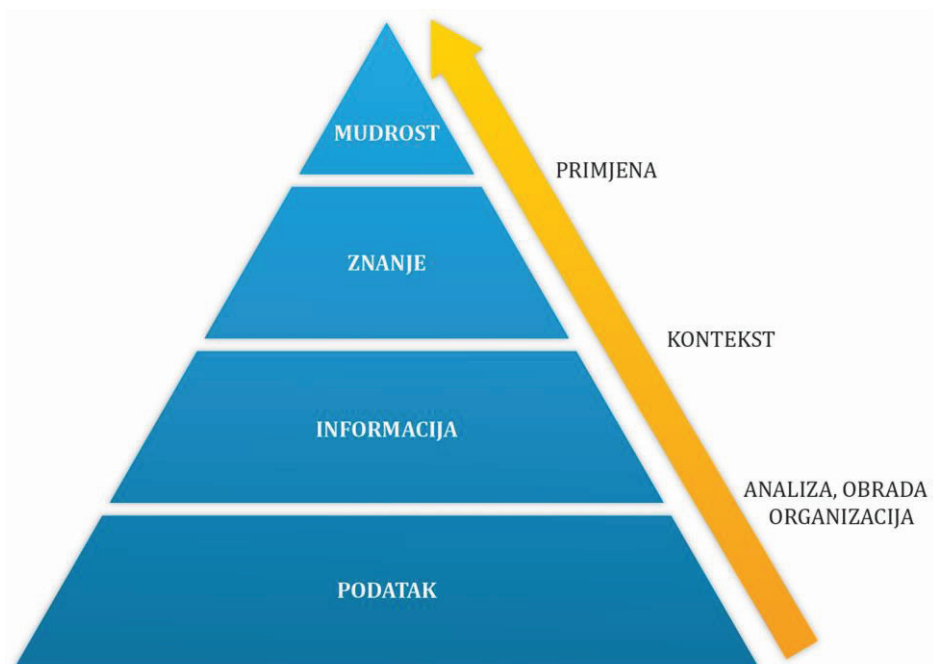 MUDROST
PRIMJENA
ZNANJE
KONTEKST
INFORMACIJA
ANALIZA, OBRADA
ORGANIZACIJA
PODATAK